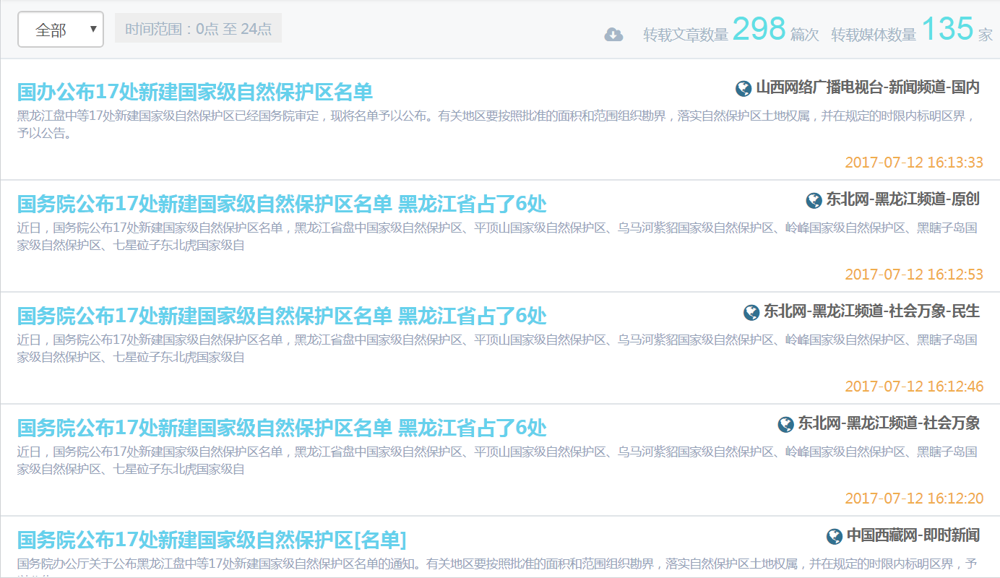 全部 ▼ 时间范围：0点 至 24点 转载文章数量 298 篇次 转载媒体数量 135 家
国办公布17处新建国家级自然保护区名单 山西网络广播电视台-新闻频道-国内
黑龙江盘中等17处新建国家级自然保护区已经国务院审定，现将名单予以公布。有关地区要按照批准的面积和范围组织勘界，落实自然保护区土地权属，并在规定的时限内标明区界，
予以公告。
2017-07-12 16:13:33
国务院公布17处新建国家级自然保护区名单 黑龙江省占了6处 东北网-黑龙江频道-原创
近日，国务院公布17处新建国家级自然保护区名单，黑龙江省盘中国家级自然保护区、平顶山国家级自然保护区、乌马河紫貂国家级自然保护区、岭峰国家级自然保护区、黑瞎子岛国
家级自然保护区、七星砬子东北虎国家级自
2017-07-12 16:12:53
国务院公布17处新建国家级自然保护区名单 黑龙江省占了6处 东北网-黑龙江频道-社会万象-民生
近日，国务院公布17处新建国家级自然保护区名单，黑龙江省盘中国家级自然保护区、平顶山国家级自然保护区、乌马河紫貂国家级自然保护区、岭峰国家级自然保护区、黑瞎子岛国
家级自然保护区、七星砬子东北虎国家级自
2017-07-12 16:12:46
国务院公布17处新建国家级自然保护区名单 黑龙江省占了6处 东北网-黑龙江频道-社会万象
近日，国务院公布17处新建国家级自然保护区名单，黑龙江省盘中国家级自然保护区、平顶山国家级自然保护区、乌马河紫貂国家级自然保护区、岭峰国家级自然保护区、黑瞎子岛国
家级自然保护区、七星砬子东北虎国家级自
2017-07-12 16:12:20
国务院公布17处新建国家级自然保护区[名单] 中国西藏网-即时新闻
国务院办公厅关于公布黑龙江盘中等17处新建国家级自然保护区名单的通知。有关地区要按照批准的面积和范围组织勘界，落实自然保护区土地权属，并在规定的时限内标明区界，予